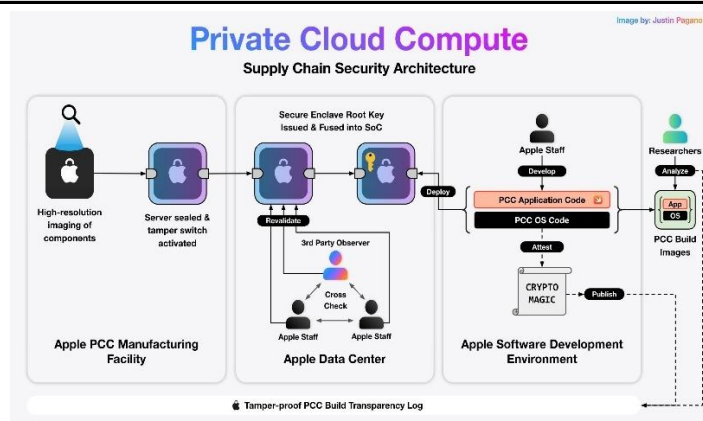 Image by: Justin Pagano
Private Cloud Compute
Supply Chain Security Architecture
High-resolution
imaging of
components
Server sealed &
tamper switch
activated
Apple PCC Manufacturing
Facility
Secure Enclave Root Key
Issued & Fused into SoC
Revalidate
3rd Party Observer
Cross
Check
Apple Staff
Apple Staff
Apple Data Center
Deploy
Apple Staff
Develop
PCC Application Code
PCC OS Code
Attest
CRYPTO
MAGIC
Publish
Apple Software Development
Environment
Researchers
Analyze
App
OS
PCC Build
Images
Tamper-proof PCC Build Transparency Log